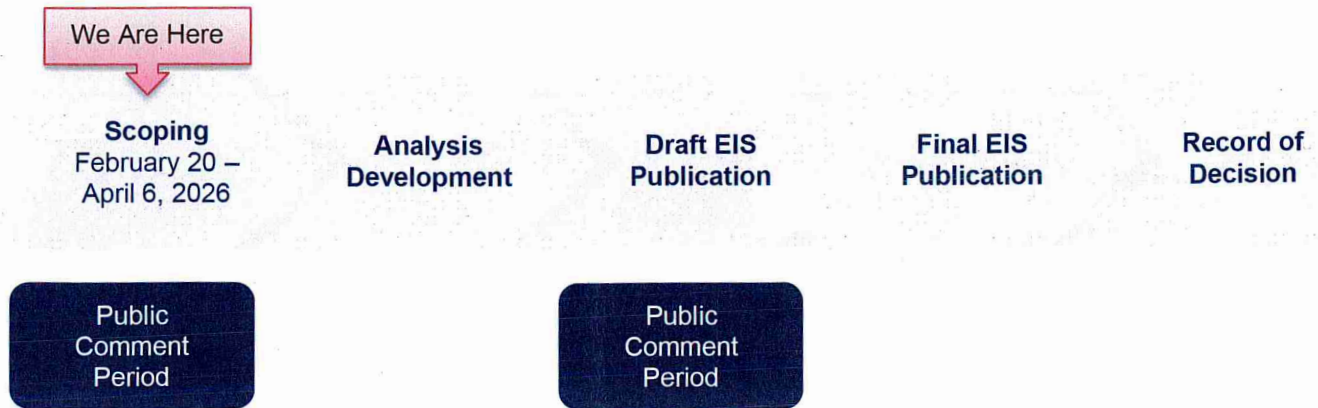 We Are Here
Scoping
February 20 –
April 6, 2026
Analysis
Development
Draft EIS
Publication
Final EIS
Publication
Record of
Decision
Public
Comment
Period
Public
Comment
Period